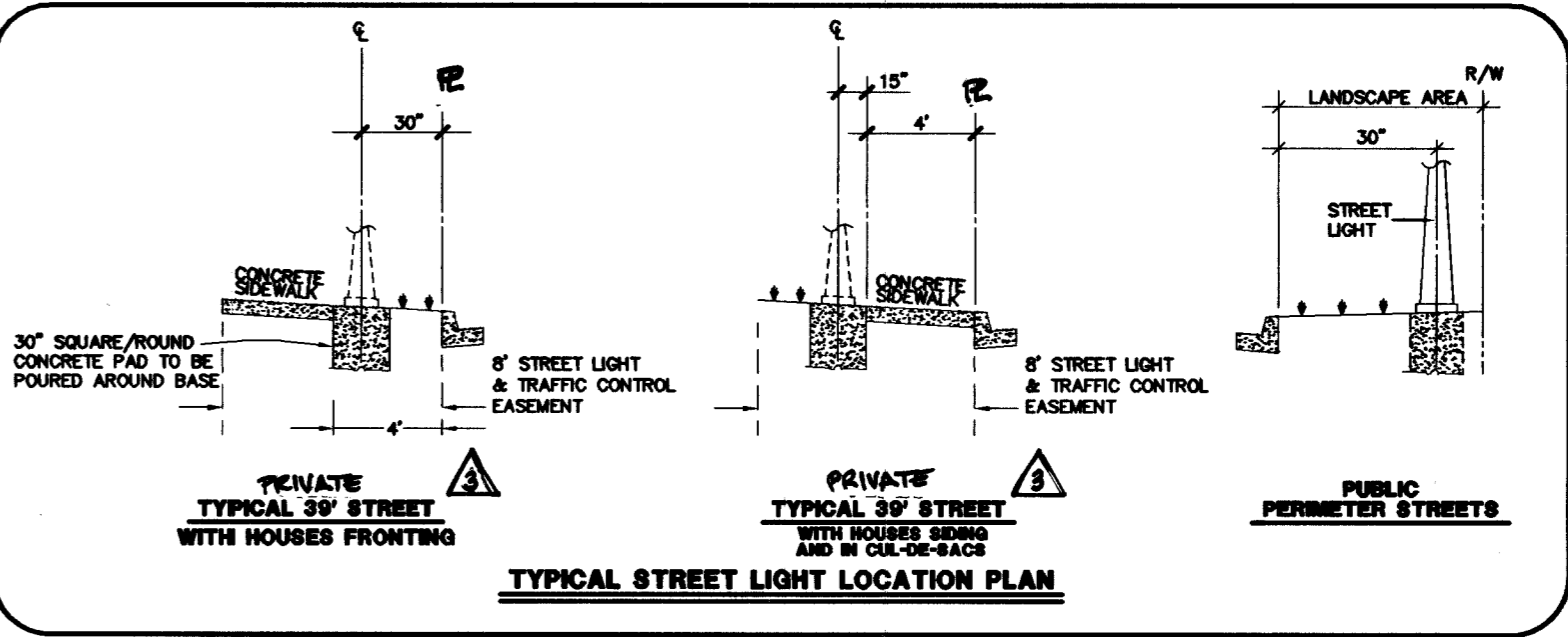 ℄
PL
30"
CONCRETE
SIDEWALK
30" SQUARE/ROUND
CONCRETE PAD TO BE
POURED AROUND BASE
8' STREET LIGHT
& TRAFFIC CONTROL
EASEMENT
4'
PRIVATE
3
TYPICAL 39' STREET
WITH HOUSES FRONTING
℄
15"
PL
4'
CONCRETE
SIDEWALK
8' STREET LIGHT
& TRAFFIC CONTROL
EASEMENT
PRIVATE
3
TYPICAL 39' STREET
WITH HOUSES SIDING
AND IN CUL-DE-SACS
R/W
LANDSCAPE AREA
30"
STREET
LIGHT
PUBLIC
PERIMETER STREETS
TYPICAL STREET LIGHT LOCATION PLAN